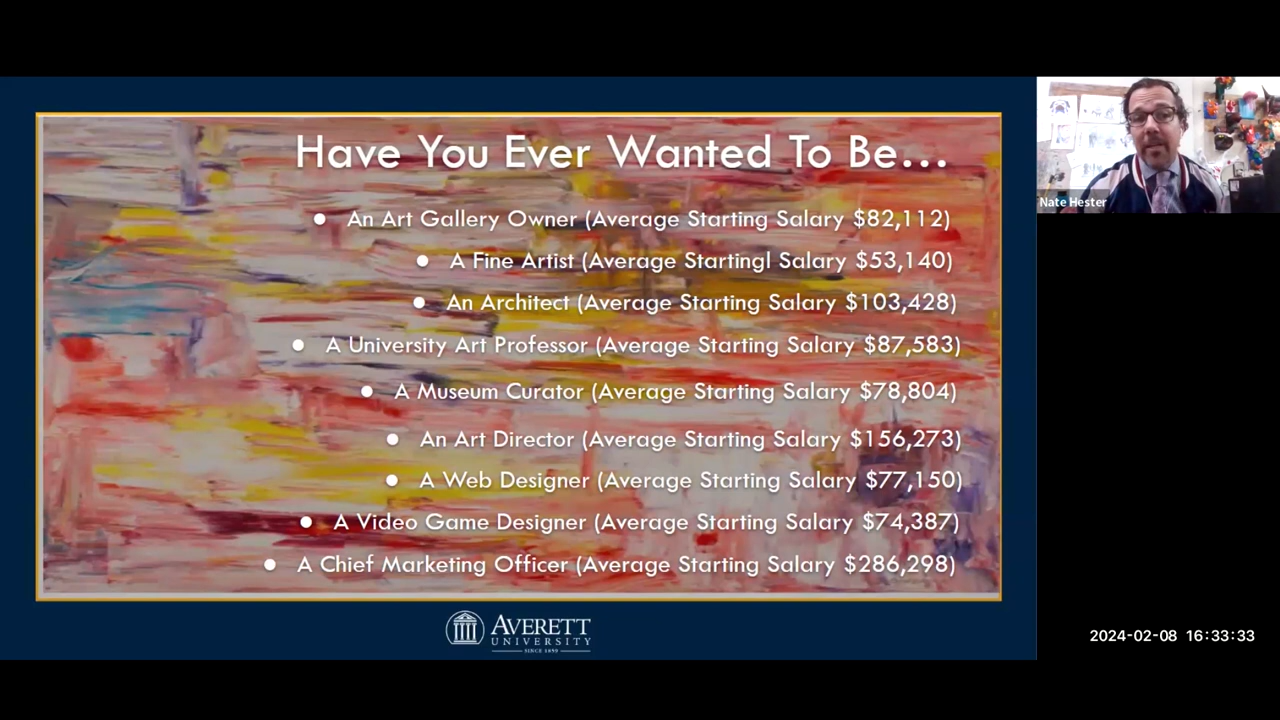 Have You Ever Wanted To Be...
● An Art Gallery Owner (Average Starting Salary $82,112)
● A Fine Artist (Average Startingl Salary $53,140)
● An Architect (Average Starting Salary $103,428)
● A University Art Professor (Average Starting Salary $87,583)
● A Museum Curator (Average Starting Salary $78,804)
● An Art Director (Average Starting Salary $156,273)
● A Web Designer (Average Starting Salary $77,150)
● A Video Game Designer (Average Starting Salary $74,387)
● A Chief Marketing Officer (Average Starting Salary $286,298)
AVERETT
UNIVERSITY
SINCE 1859
Nate Hester
2024-02-08 16:33:33